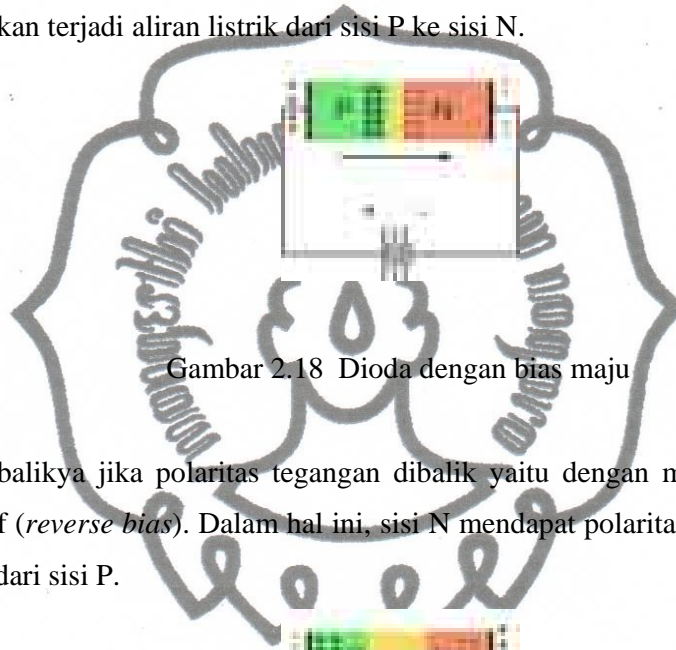 kan terjadi aliran listrik dari sisi P ke sisi N.
P N
Gambar 2.18 Dioda dengan bias maju
balikya jika polaritas tegangan dibalik yaitu dengan m
f (reverse bias). Dalam hal ini, sisi N mendapat polarita
dari sisi P.